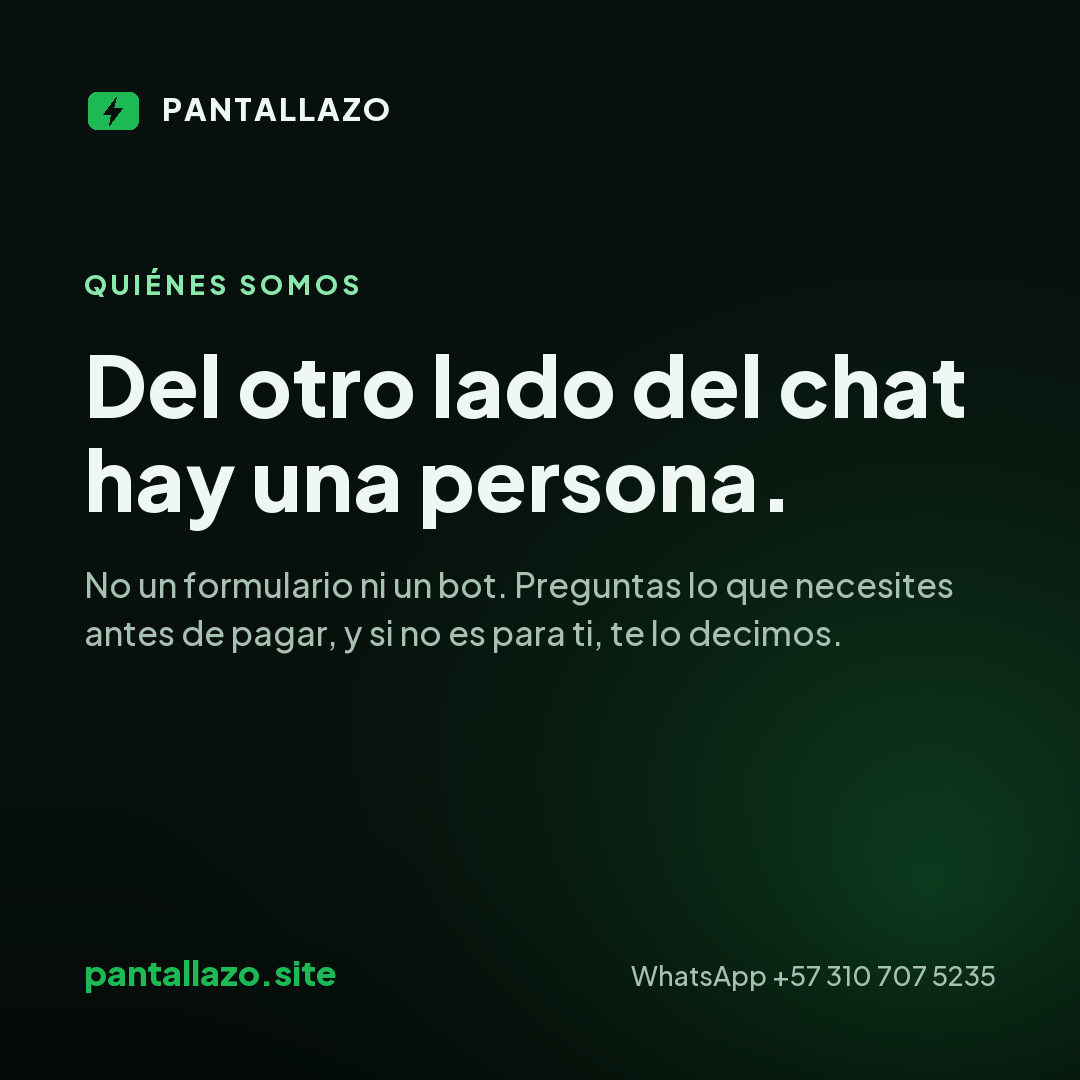 PANTALLAZO
QUIÉNES SOMOS
Del otro lado del chat
hay una persona.
No un formulario ni un bot. Preguntas lo que necesites
antes de pagar, y si no es para ti, te lo decimos.
pantallazo.site
WhatsApp +57 310 707 5235